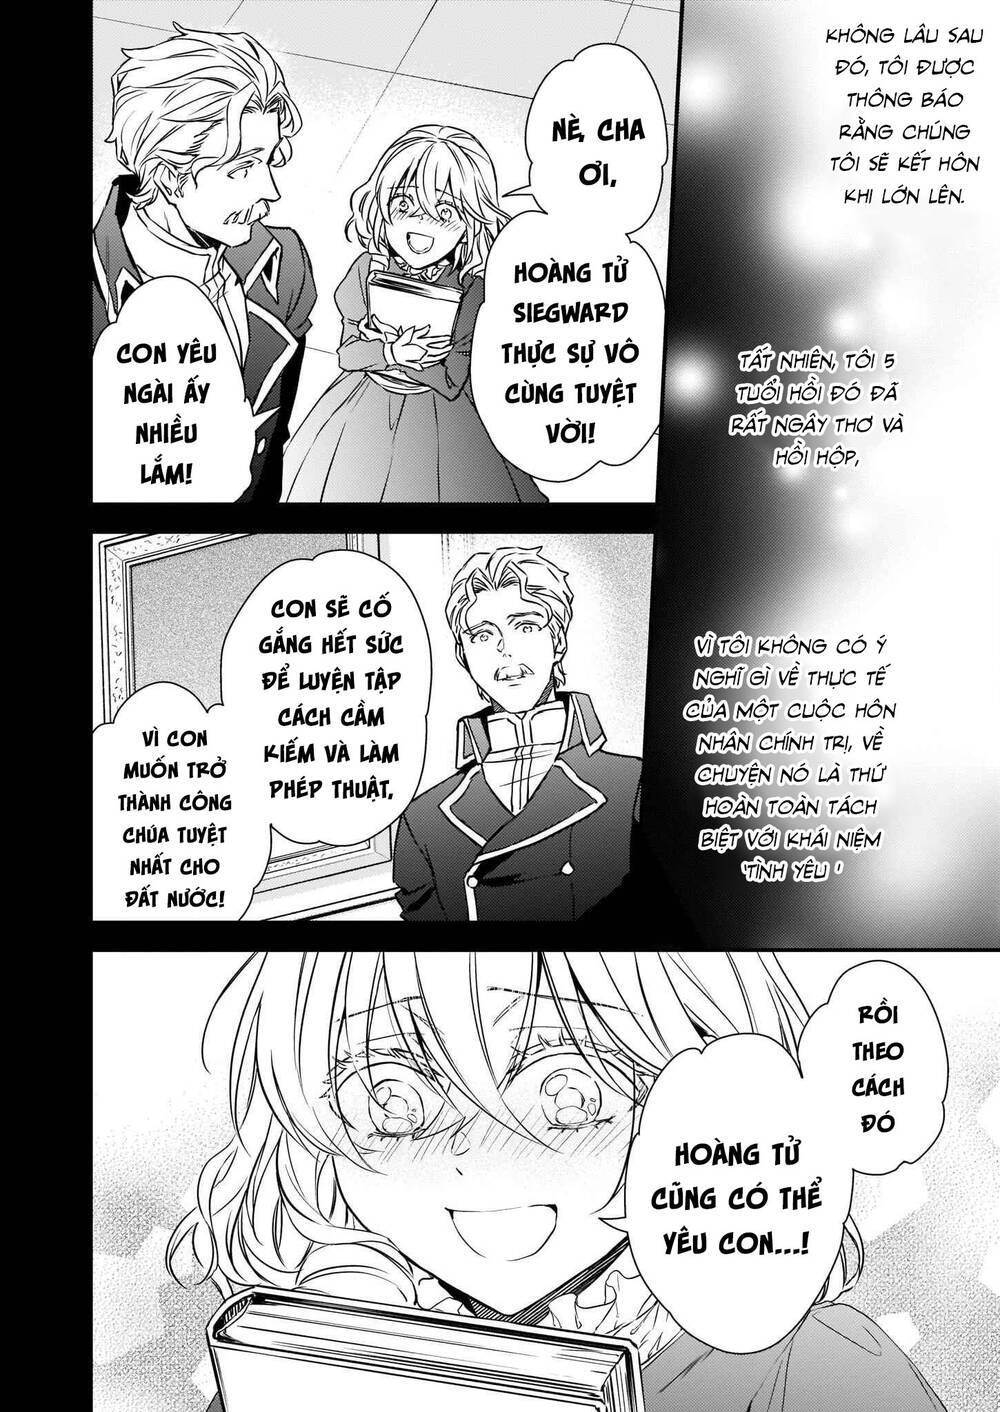 KHÔNG LÂU SAU
ĐÓ, TÔI ĐƯỢC
THÔNG BÁO
RẰNG CHÚNG
TÔI SẼ KẾT HÔN
KHI LỚN LÊN.
NÈ, CHA
ƠI,
HOÀNG TỬ
SIEGWARD
THỰC SỰ VÔ
CÙNG TUYỆT
VỜI!
CON YÊU
NGÀI ẤY
NHIỀU
LẮM!
TẤT NHIÊN, TÔI 5
TUỔI HỒI ĐÓ ĐÃ
RẤT NGÂY THƠ VÀ
HỒI HỘP,
VÌ TÔI KHÔNG CÓ Ý
NGHĨ GÌ VỀ THỰC TẾ
CỦA MỘT CUỘC HÔN
NHÂN CHÍNH TRỊ, VỀ
CHUYỆN NÓ LÀ THỨ
HOÀN TOÀN TÁCH
BIỆT VỚI KHÁI NIỆM
'TÌNH YÊU'
CON SẼ CỐ
GẮNG HẾT SỨC
ĐỂ LUYỆN TẬP
CÁCH CẦM
KIẾM VÀ LÀM
PHÉP THUẬT,
VÌ CON
MUỐN TRỞ
THÀNH CÔNG
CHÚA TUYỆT
NHẤT CHO
ĐẤT NƯỚC!
RỒI
THEO
CÁCH
ĐÓ
HOÀNG TỬ
CŨNG CÓ THỂ
YÊU CON...!